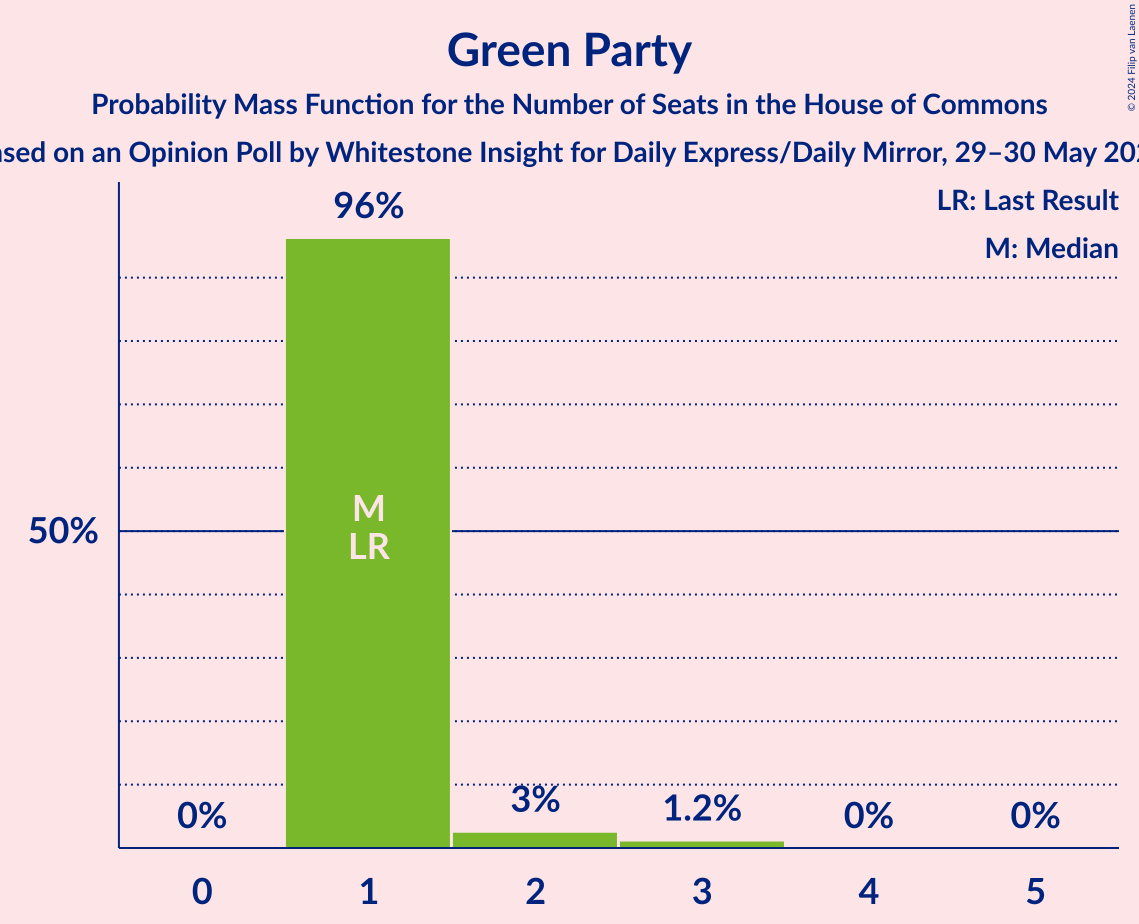 Green Party
Probability Mass Function for the Number of Seats in the House of Commons
on an Opinion Poll by Whitestone Insight for Daily Express/Daily Mirror, 29–30 May
© 2024 Filip van Laenen
LR: Last Result
M: Median
96%
50%
M
LR
0%
3%
1.2%
0%
0%
0
1
2
3
4
5